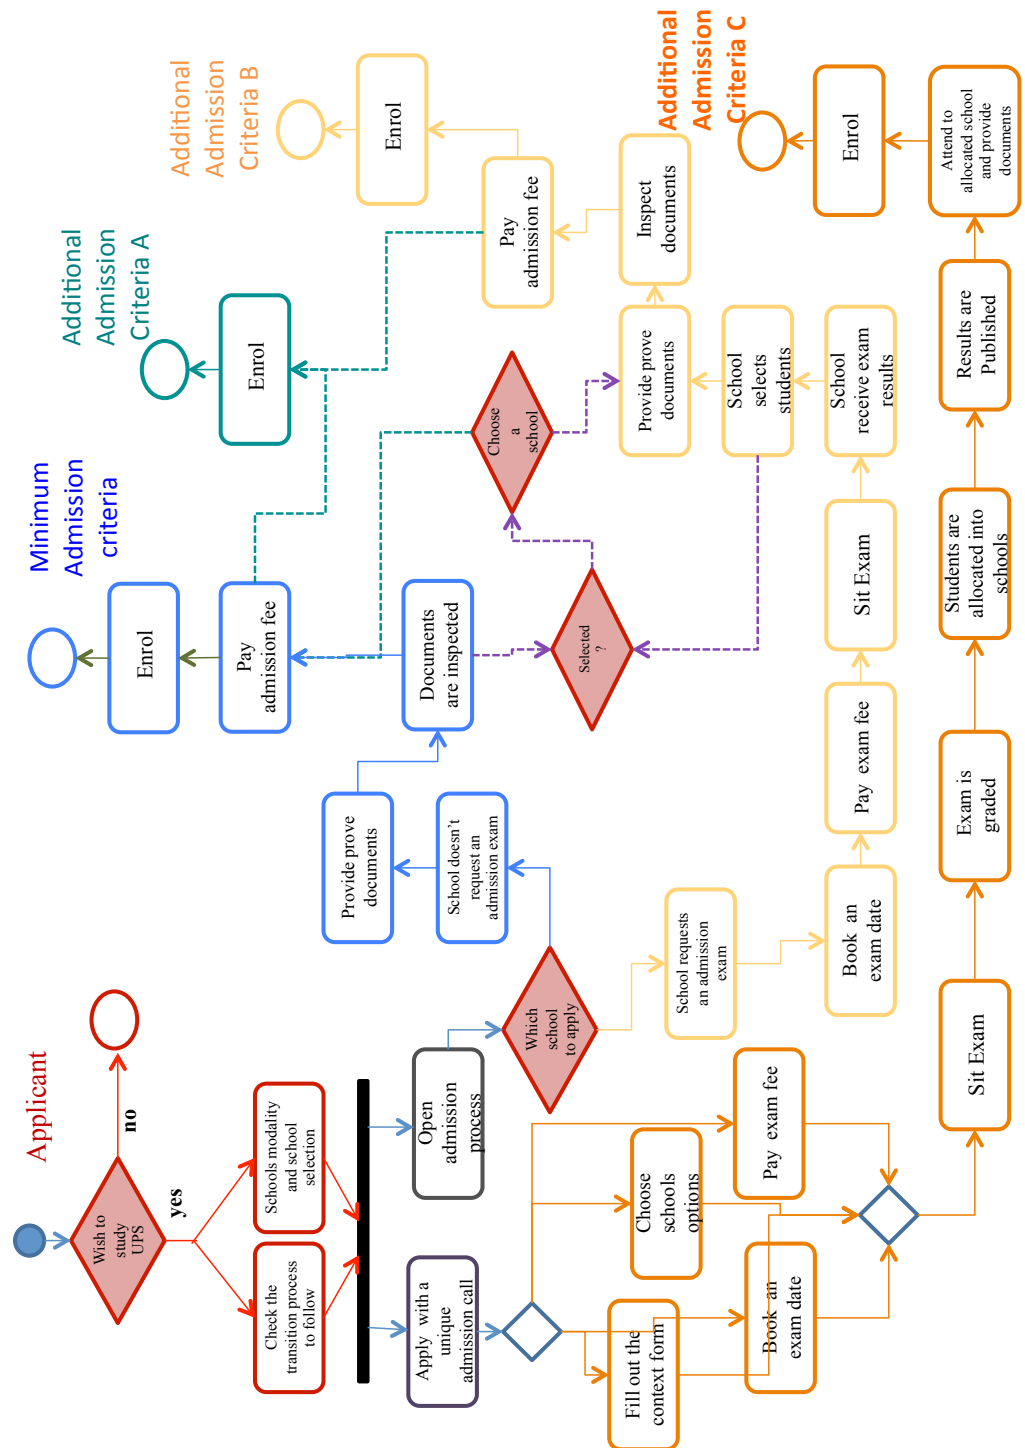 Applicant
Wish to
study
UPS
no
yes
Check the
transition process
to follow
Schools modality
and school
selection
Apply with a
unique
admission call
Open
admission
process
Fill out the
context form
Book an
exam date
Choose
schools
options
Pay exam fee
Which
school
to apply
School doesn't
request an
admission exam
Provide prove
documents
Documents
are inspected
Pay
admission fee
Enrol
Minimum
Admission
criteria
School requests
an admission
exam
Book an
exam date
Pay exam fee
Sit Exam
School
receive exam
results
School
selects
students
Selected
?
Choose
a
school
Provide prove
documents
Inspect
documents
Pay
admission fee
Enrol
Additional
Admission
Criteria A
Enrol
Additional
Admission
Criteria B
Sit Exam
Exam is
graded
Students are
allocated into
schools
Results are
Published
Attend to
allocated school
and provide
documents
Enrol
Additional
Admission
Criteria C